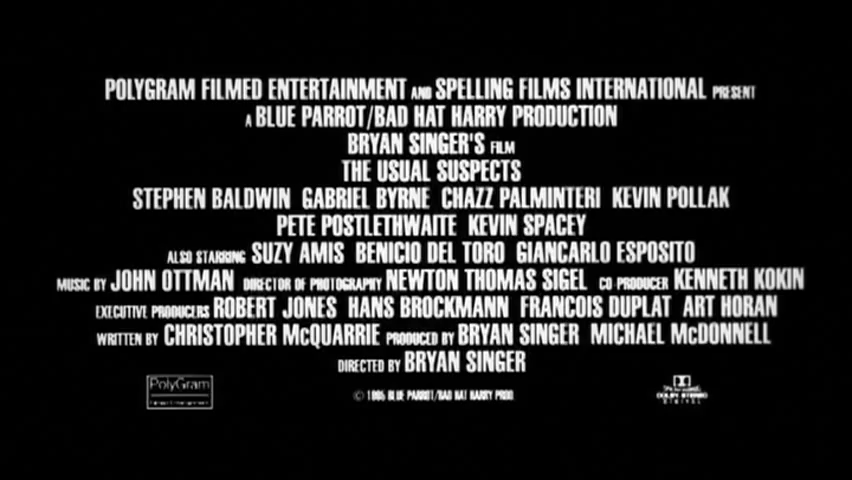 POLYGRAM FILMED ENTERTAINMENT AND SPELLING FILMS INTERNATIONAL PRESENT
A BLUE PARROT/BAD HAT HARRY PRODUCTION
BRYAN SINGER'S FILM
THE USUAL SUSPECTS
STEPHEN BALDWIN GABRIEL BYRNE CHAZZ PALMINTERI KEVIN POLLAK
PETE POSTLETHWAITE KEVIN SPACEY
ALSO STARRING SUZY AMIS BENICIO DEL TORO GIANCARLO ESPOSITO
MUSIC BY JOHN OTTMAN DIRECTOR OF PHOTOGRAPHY NEWTON THOMAS SIGEL CO PRODUCER KENNETH KOKIN
EXECUTIVE PRODUCERS ROBERT JONES HANS BROCKMANN FRANCOIS DUPLAT ART HORAN
WRITTEN BY CHRISTOPHER McQUARRIE PRODUCED BY BRYAN SINGER MICHAEL McDONNELL
DIRECTED BY BRYAN SINGER
PolyGram
© 1995 BLUE PARROT/BAD HAT HARRY PROD
DOLBY STEREO
DIGITAL